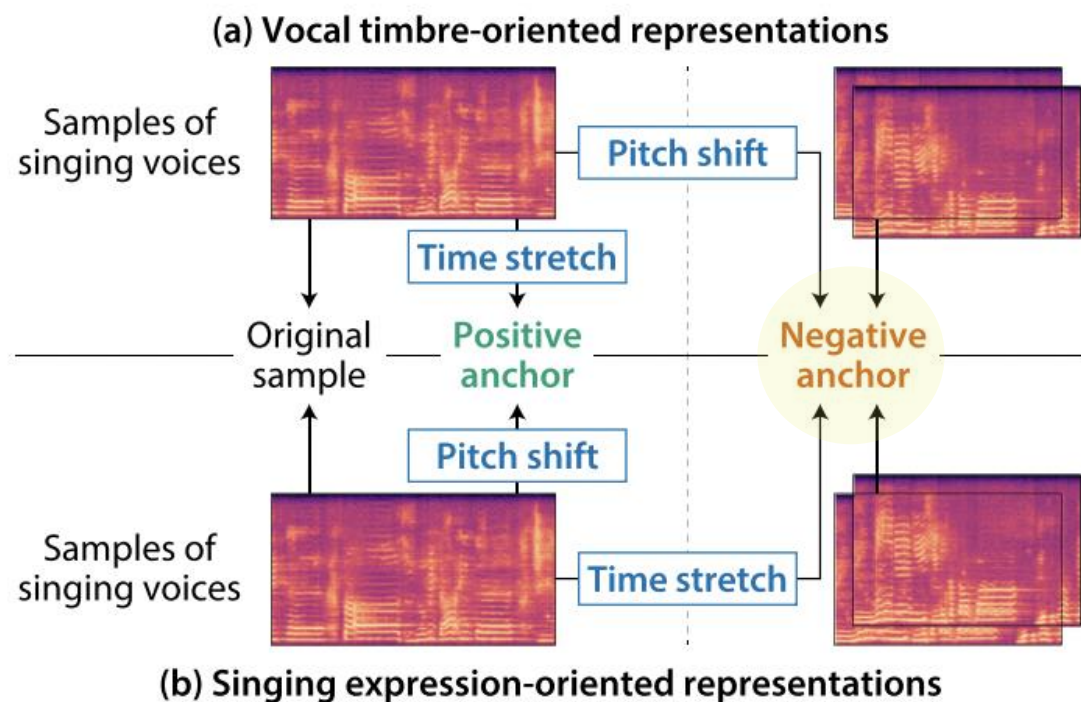 (a) Vocal timbre-oriented representations
Samples of
singing voices
Pitch shift
Time stretch
Original
sample
Positive
anchor
Negative
anchor
Pitch shift
Samples of
singing voices
Time stretch
(b) Singing expression-oriented representations